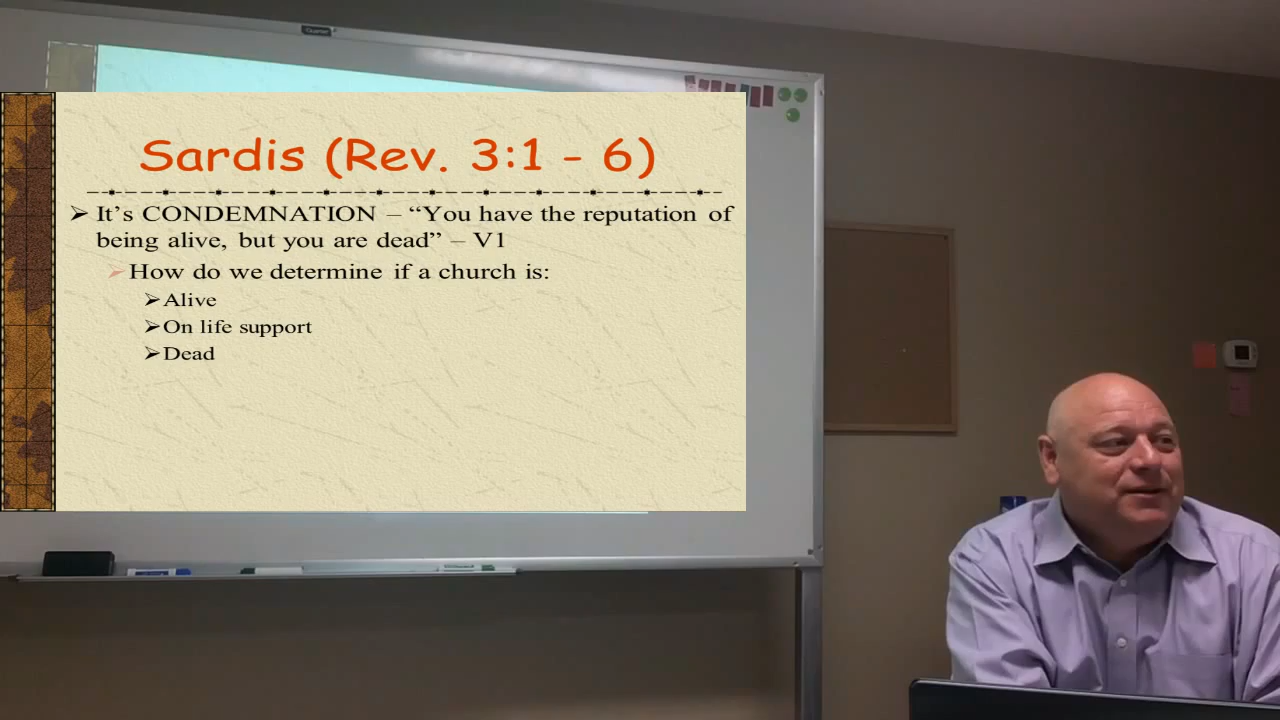 Quartet
Sardis (Rev. 3:1 - 6)
It’s CONDEMNATION – “You have the reputation of
being alive, but you are dead” – V1
How do we determine if a church is:
Alive
On life support
Dead